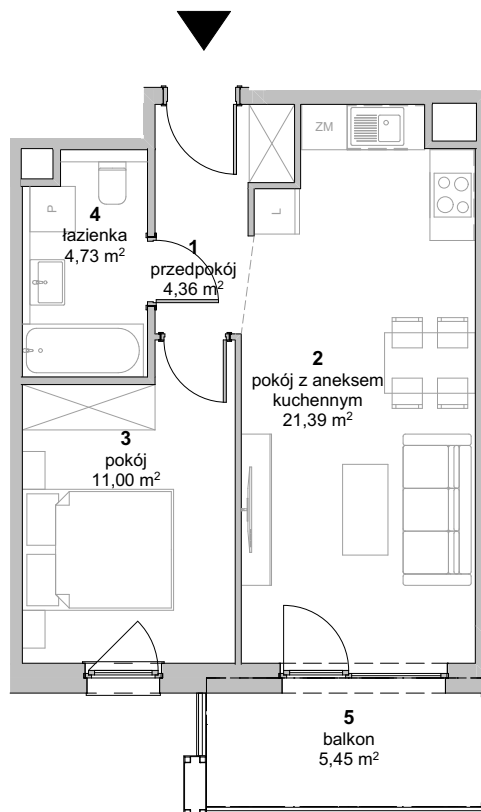 ZM
L
P
4
łazienka
4,73 m²
1
przedpokój
4,36 m²
2
pokój z aneksem
kuchennym
21,39 m²
3
pokój
11,00 m²
5
balkon
5,45 m²